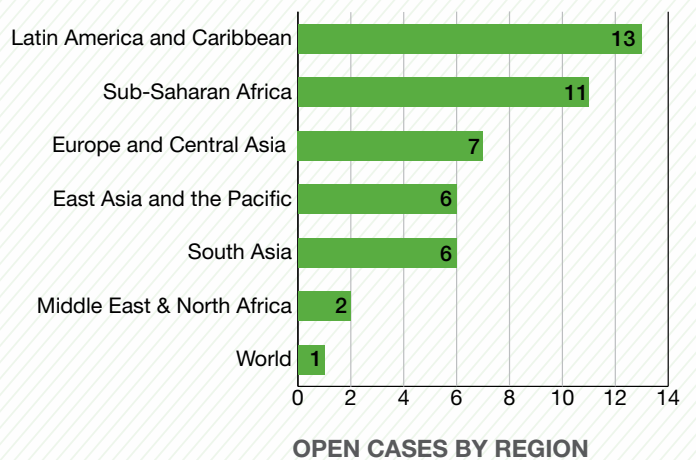 Latin America and Caribbean 13
Sub-Saharan Africa 11
Europe and Central Asia 7
East Asia and the Pacific 6
South Asia 6
Middle East & North Africa 2
World 1
0 2 4 6 8 10 12 14
OPEN CASES BY REGION